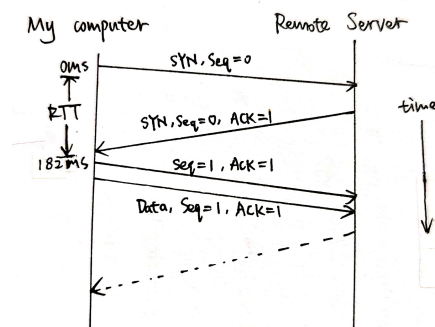 My computer
Remote Server
0ms
SYN, Seq=0
RTT
SYN, Seq=0, ACK=1
time
182ms
Seq=1, ACK=1
Data, Seq=1, ACK=1